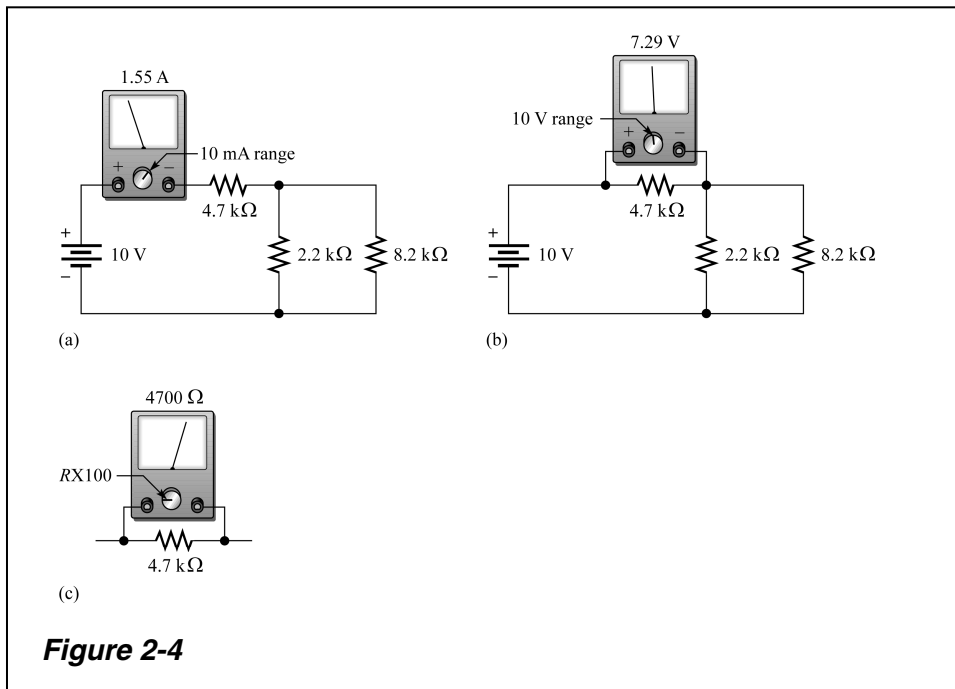 1.55 A
+ −
10 mA range
4.7 kΩ
+
10 V
−
2.2 kΩ
8.2 kΩ
(a)
7.29 V
10 V range
+ −
4.7 kΩ
+
10 V
−
2.2 kΩ
8.2 kΩ
(b)
4700 Ω
RX100
4.7 kΩ
(c)
Figure 2-4